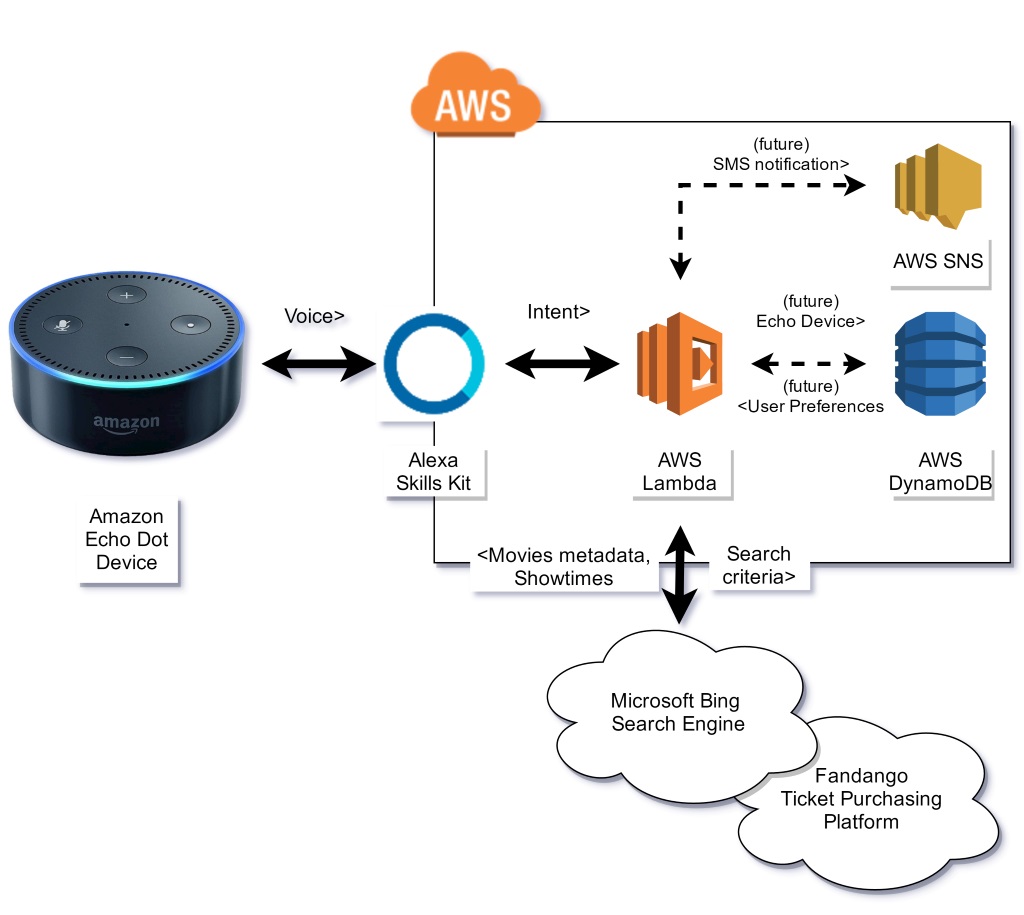 AWS
(future)
SMS notification>
AWS SNS
Voice>
Intent>
(future)
Echo Device>
(future)
<User Preferences
amazon
Alexa
Skills Kit
AWS
Lambda
AWS
DynamoDB
Amazon
Echo Dot
Device
<Movies metadata,
Showtimes
Search
criteria>
Microsoft Bing
Search Engine
Fandango
Ticket Purchasing
Platform